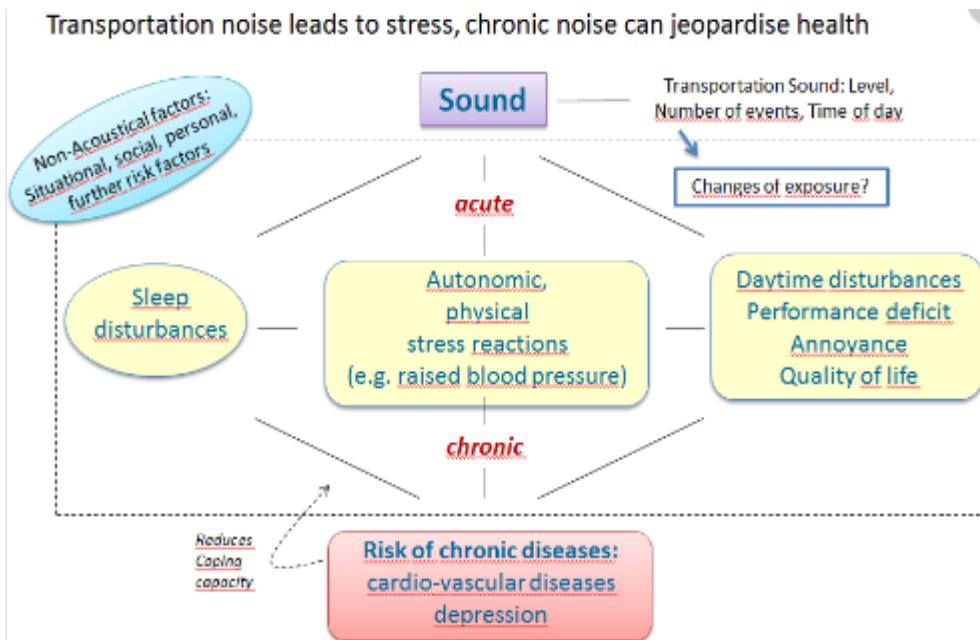 Transportation noise leads to stress, chronic noise can jeopardise health
Non-Acoustical factors:
Situational, social, personal,
further risk factors
Sound
Transportation Sound: Level,
Number of events, Time of day
Changes of exposure?
acute
Sleep
disturbances
Autonomic,
physical
stress reactions
(e.g. raised blood pressure)
Daytime disturbances
Performance deficit
Annoyance
Quality of life
chronic
Reduces
Coping
capacity
Risk of chronic diseases:
cardio-vascular diseases
depression